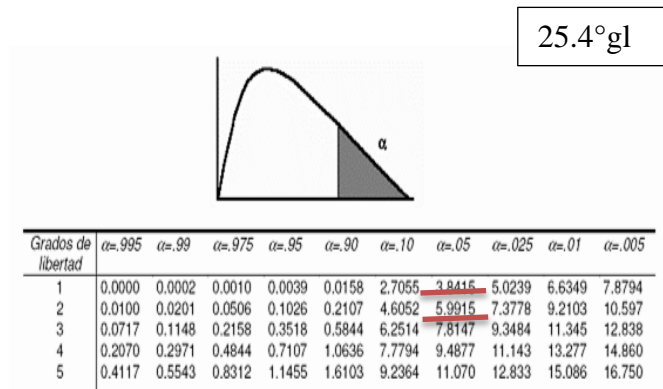 25.4°gl
α
Grados de libertad α=.995 α=.99 α=.975 α=.95 α=.90 α=.10 α=.05 α=.025 α=.01 α=.005
1 0.0000 0.0002 0.0010 0.0039 0.0158 2.7055 3.8415 5.0239 6.6349 7.8794
2 0.0100 0.0201 0.0506 0.1026 0.2107 4.6052 5.9915 7.3778 9.2103 10.597
3 0.0717 0.1148 0.2158 0.3518 0.5844 6.2514 7.8147 9.3484 11.345 12.838
4 0.2070 0.2971 0.4844 0.7107 1.0636 7.7794 9.4877 11.143 13.277 14.860
5 0.4117 0.5543 0.8312 1.1455 1.6103 9.2364 11.070 12.833 15.086 16.750